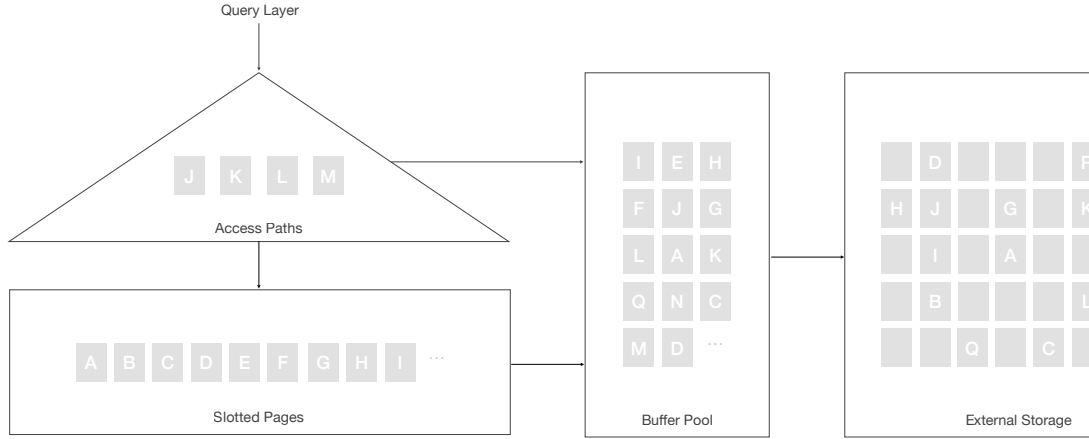 Query Layer
J K L M
Access Paths
A B C D E F G H I ...
Slotted Pages
I E H
F J G
L A K
Q N C
M D ...
Buffer Pool
D
H J G K
I A
B
Q C
External Storage